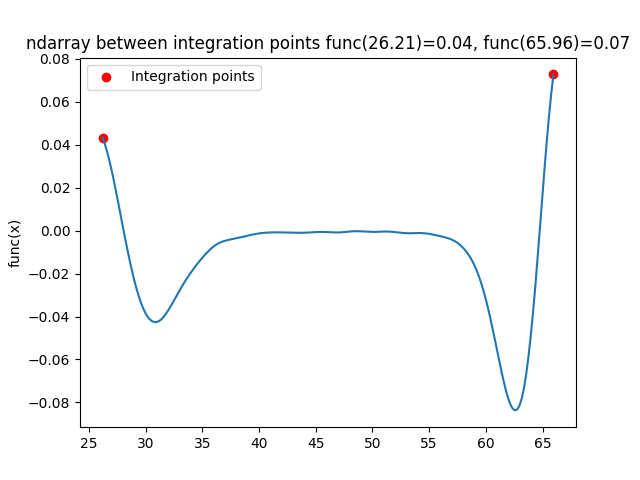 ndarray between integration points func(26.21)=0.04, func(65.96)=0.07
Integration points
func(x)
0.08
0.06
0.04
0.02
0.00
−0.02
−0.04
−0.06
−0.08
25 30 35 40 45 50 55 60 65